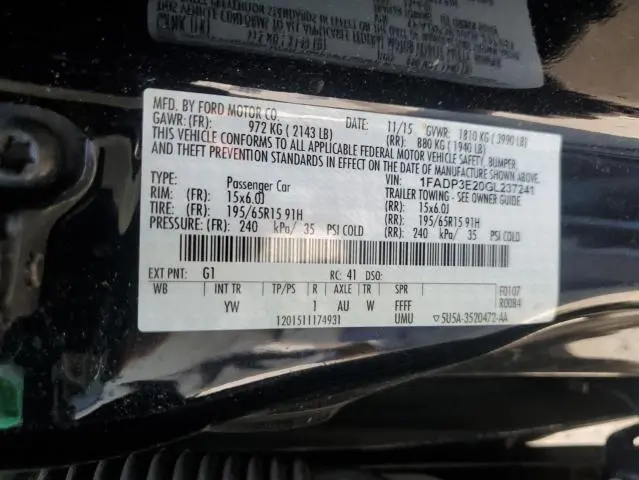 MFD. BY FORD MOTOR CO.
DATE: 11/15 GVWR: 1810 KG (3990 LB)
GAWR: (FR): 972 KG (2143 LB) (RR): 880 KG (1940 LB)
THIS VEHICLE CONFORMS TO ALL APPLICABLE FEDERAL MOTOR VEHICLE SAFETY, BUMPER,
AND THEFT PREVENTION STANDARDS IN EFFECT ON THE DATE OF MANUFACTURE SHOWN ABOVE.
VIN: 1FADP3E20GL237241
TYPE: Passenger Car TRAILER TOWING - SEE OWNER GUIDE
RIM: (FR): 15x6.0J (RR): 15x6.0J
TIRE: (FR): 195/65R15 91H (RR): 195/65R15 91H
PRESSURE: (FR): 240 kPa/ 35 PSI COLD (RR): 240 kPa/ 35 PSI COLD
EXT PNT: G1 RC: 41 DSO:
WB INT TR TP/PS R AXLE TR SPR F0107
YW 1 AU W FFFF R0084
1201511174931 UMU ▽ 5U5A-3520472-AA